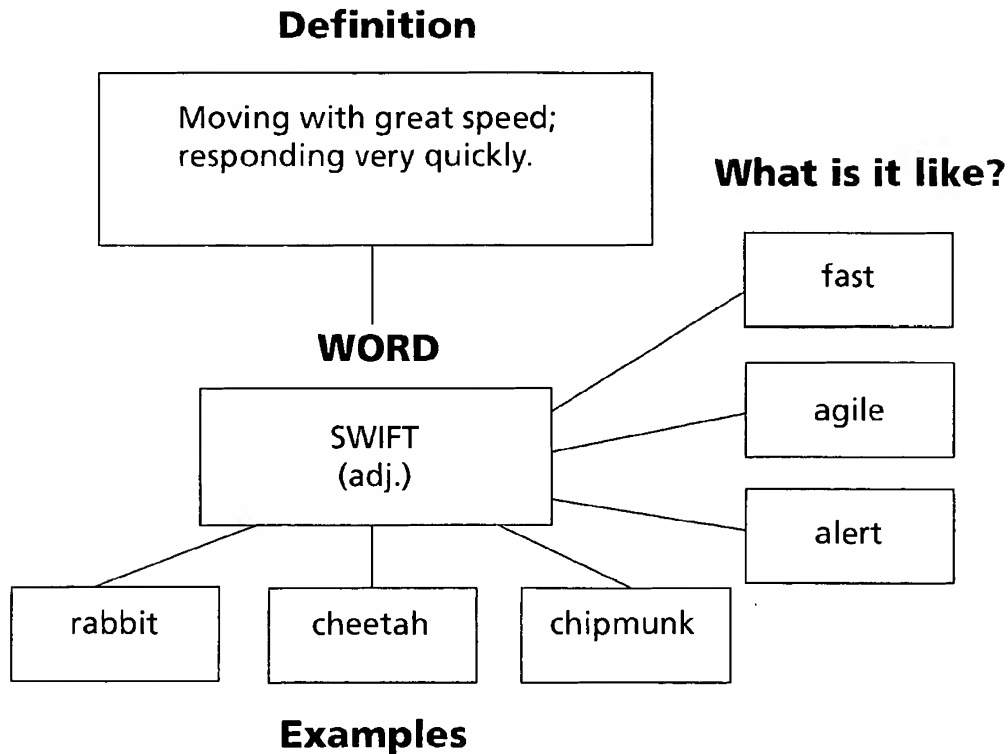 Definition
Moving with great speed;
responding very quickly.
What is it like?
fast
WORD
agile
SWIFT
(adj.)
alert
rabbit
cheetah
chipmunk
Examples